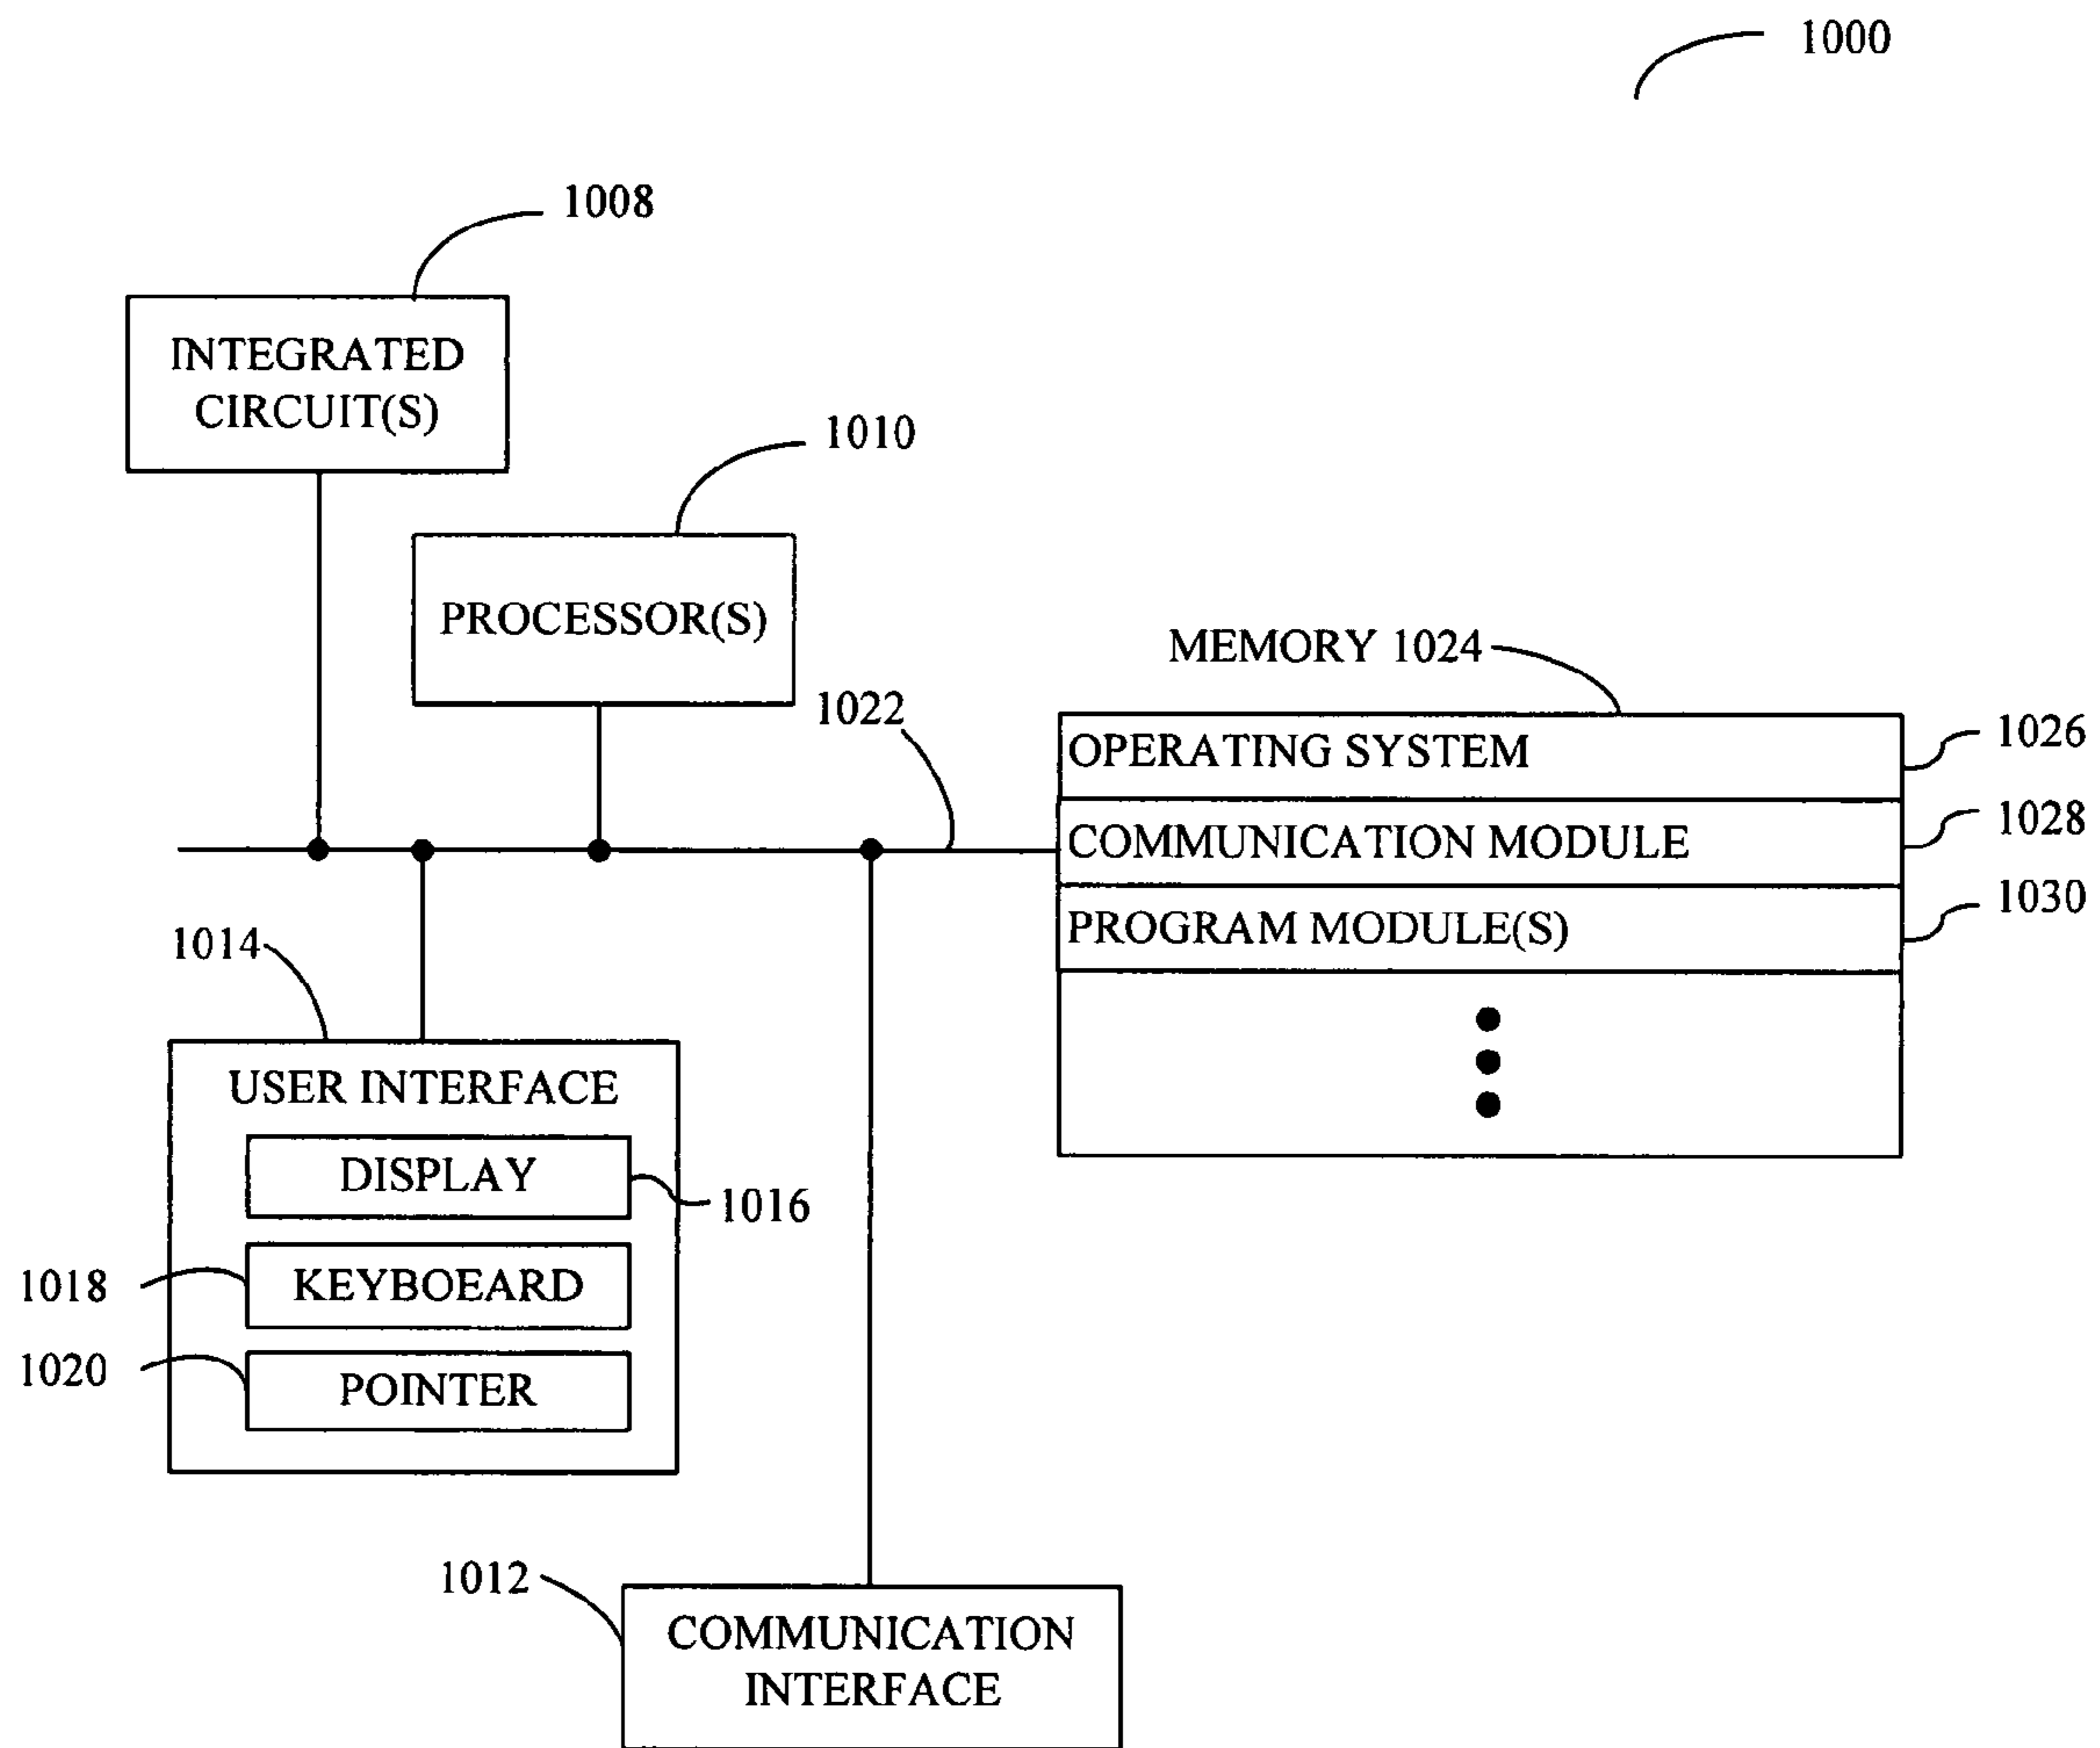 1000
1008
INTEGRATED
CIRCUIT(S)
1010
PROCESSOR(S)
MEMORY 1024
1022
OPERATING SYSTEM
1026
COMMUNICATION MODULE
1028
PROGRAM MODULE(S)
1030
1014
USER INTERFACE
DISPLAY
1016
1018
KEYBOEARD
1020
POINTER
1012
COMMUNICATION
INTERFACE